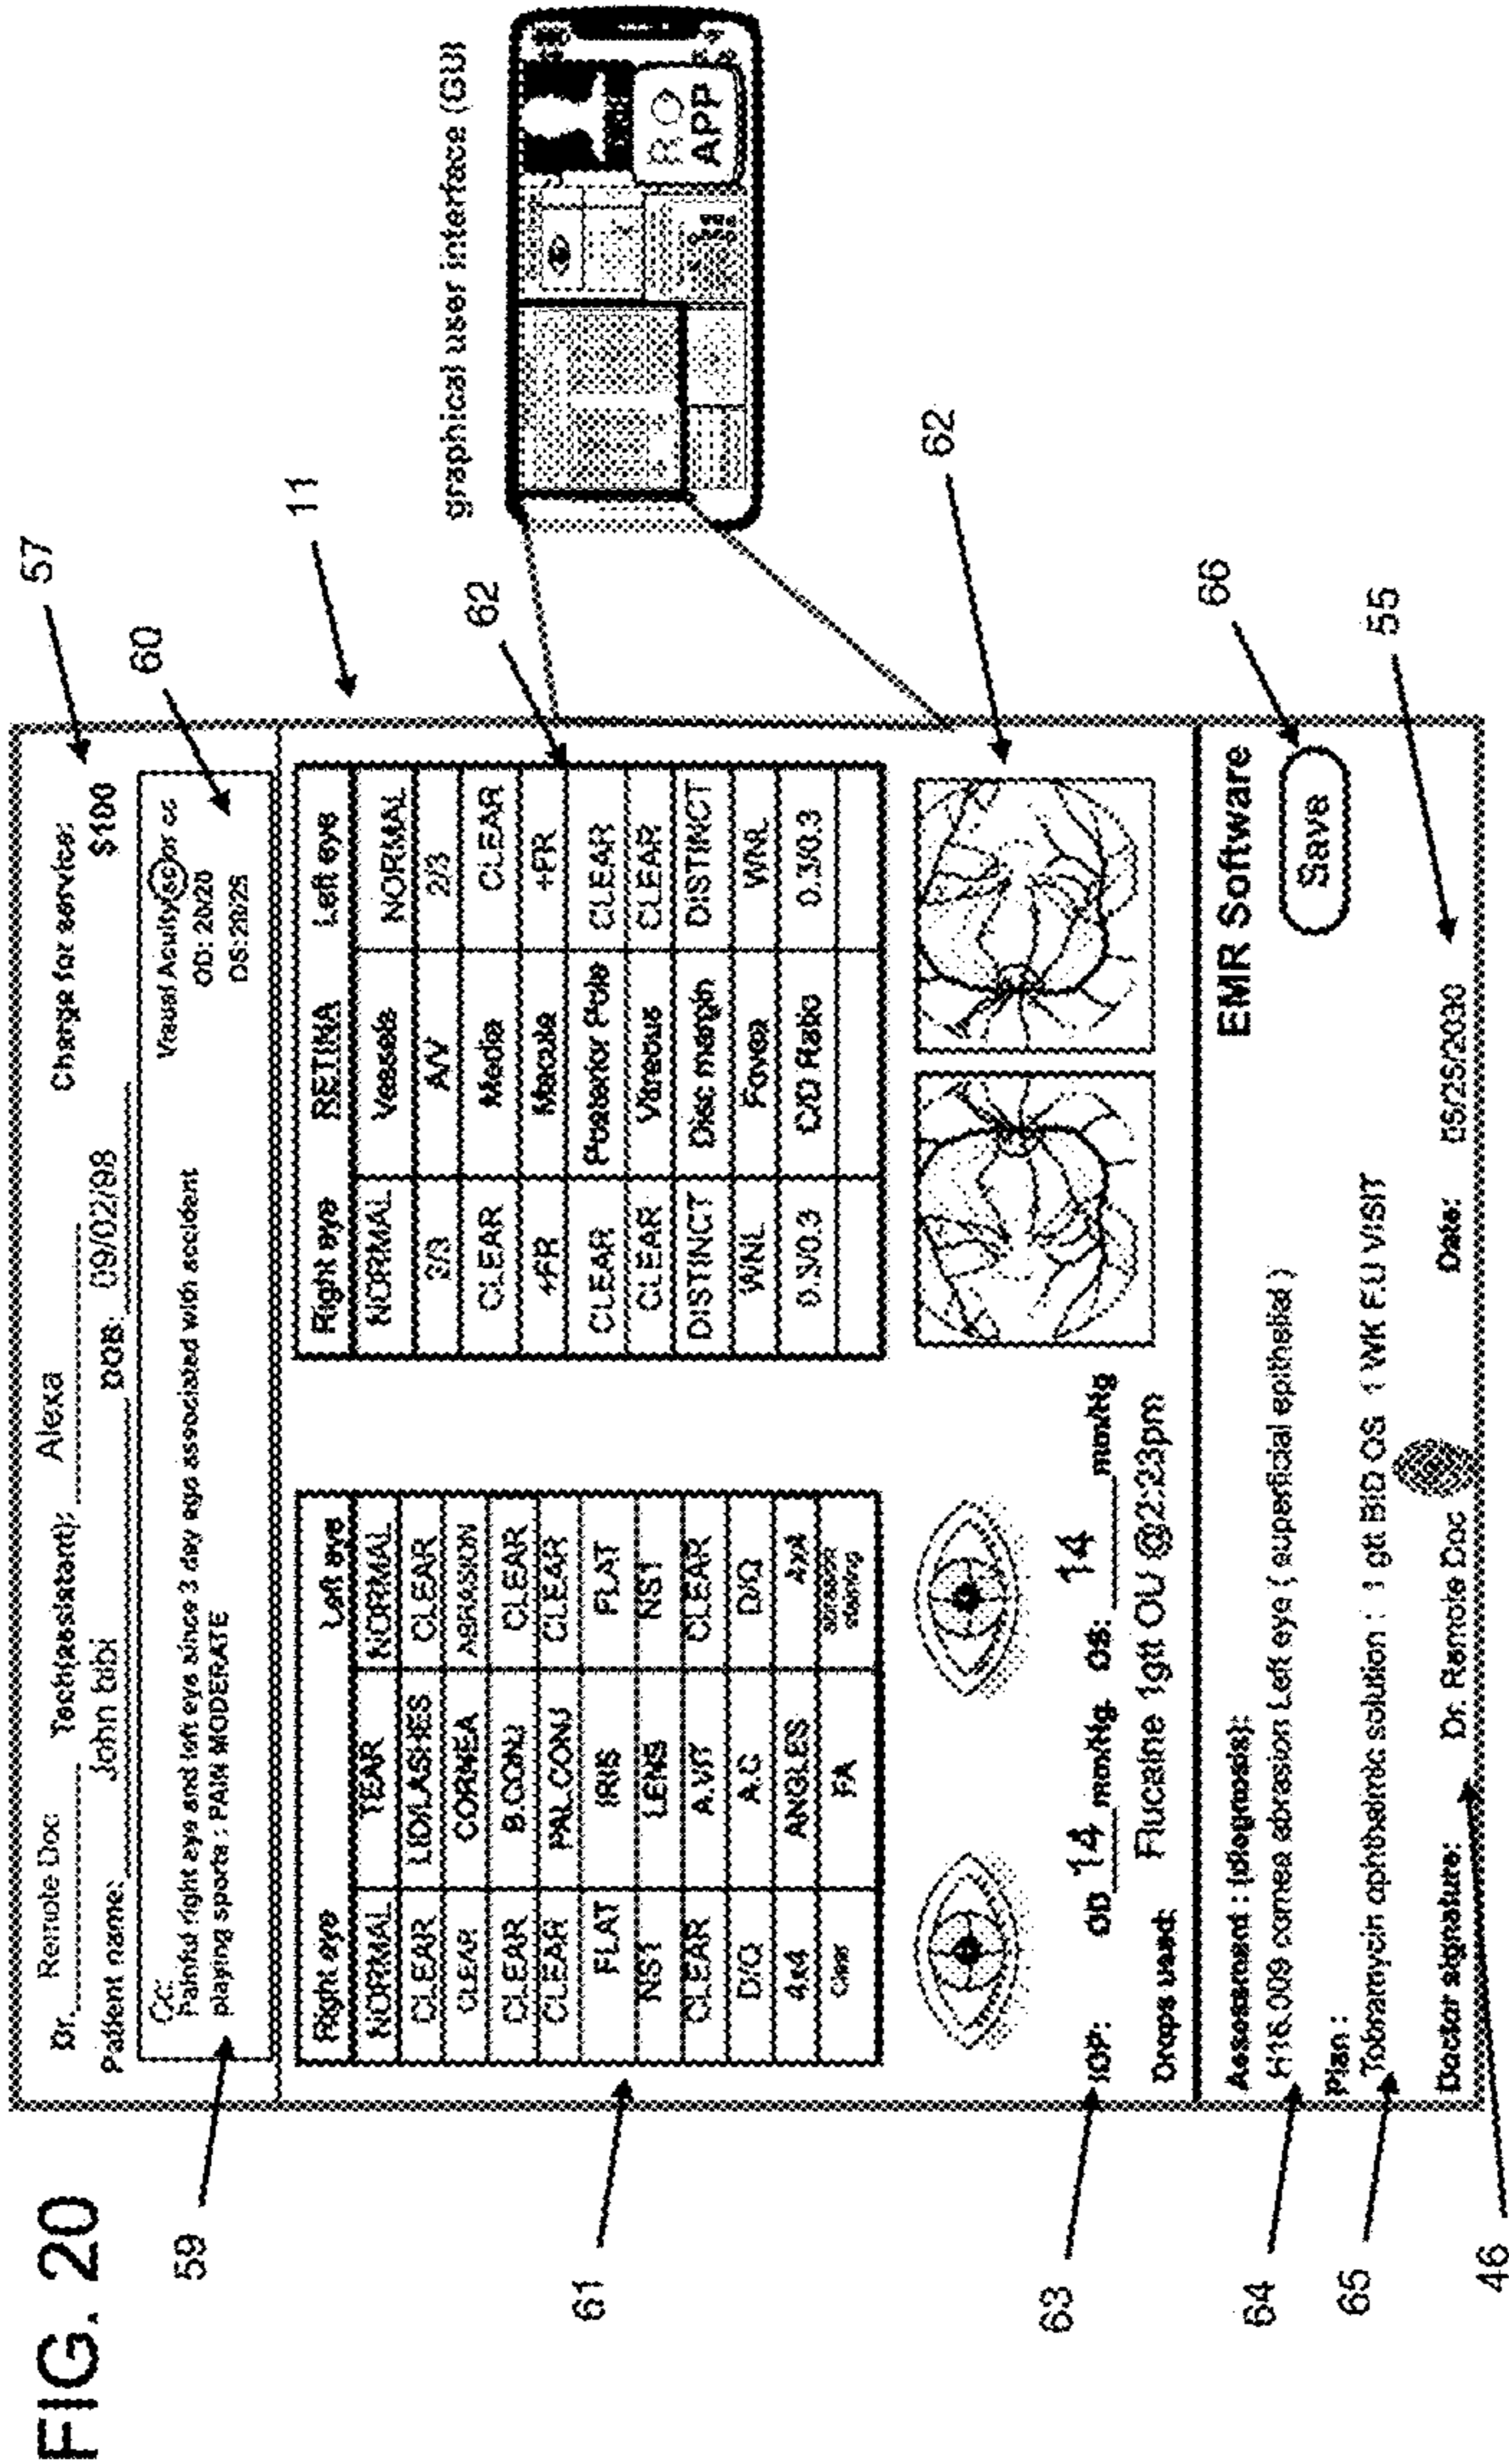 FIG. 20
Dr. Remote Doc Tech(assistant): Alexa Charge for service:
Patient name: John bibi DOB: 09/02/98 $100
57
Cc:
Painful right eye and left eye since 3 day ago associated with accident
playing sports ; PAIN MODERATE
Visual Acuity sc or cc
OD: 20/20
OS:20/25
59
60
11
graphical user interface (GUI)
R
APP
Right eye Left eye
NORMAL TEAR NORMAL
CLEAR LID/LASHES CLEAR
CLEAR CORNEA ABRASION
CLEAR B.CONJ CLEAR
CLEAR PAL.CONJ CLEAR
FLAT IRIS FLAT
NST LENS NST
CLEAR A.VIT CLEAR
D/Q A.C D/Q
4x4 ANGLES 4x4
Clear FA abrasion staining
61
Right eye RETINA Left eye
NORMAL Vessels NORMAL
2/3 A/V 2/3
CLEAR Media CLEAR
+FR Macula +FR
CLEAR Posterior Pole CLEAR
CLEAR Vitreous CLEAR
DISTINCT Disc margin DISTINCT
WNL Fovea WNL
0.3/0.3 C/D Ratio 0.3/0.3
62
62
IOP: OD 14 mm/Hg OS: 14 mm/Hg
Drops used: Flucaine 1gtt OU @2:23pm
63
EMR Software
Assessment : (diagnosis):
H16.009 cornea abrasion Left eye ( superficial epithelial )
64
Save
66
Plan :
Tobramycin ophthalmic solution : 1 gtt BID OS 1 WK F.U VISIT
65
Doctor signature: Dr. Remote Doc Date: 05/25/2030
46
55